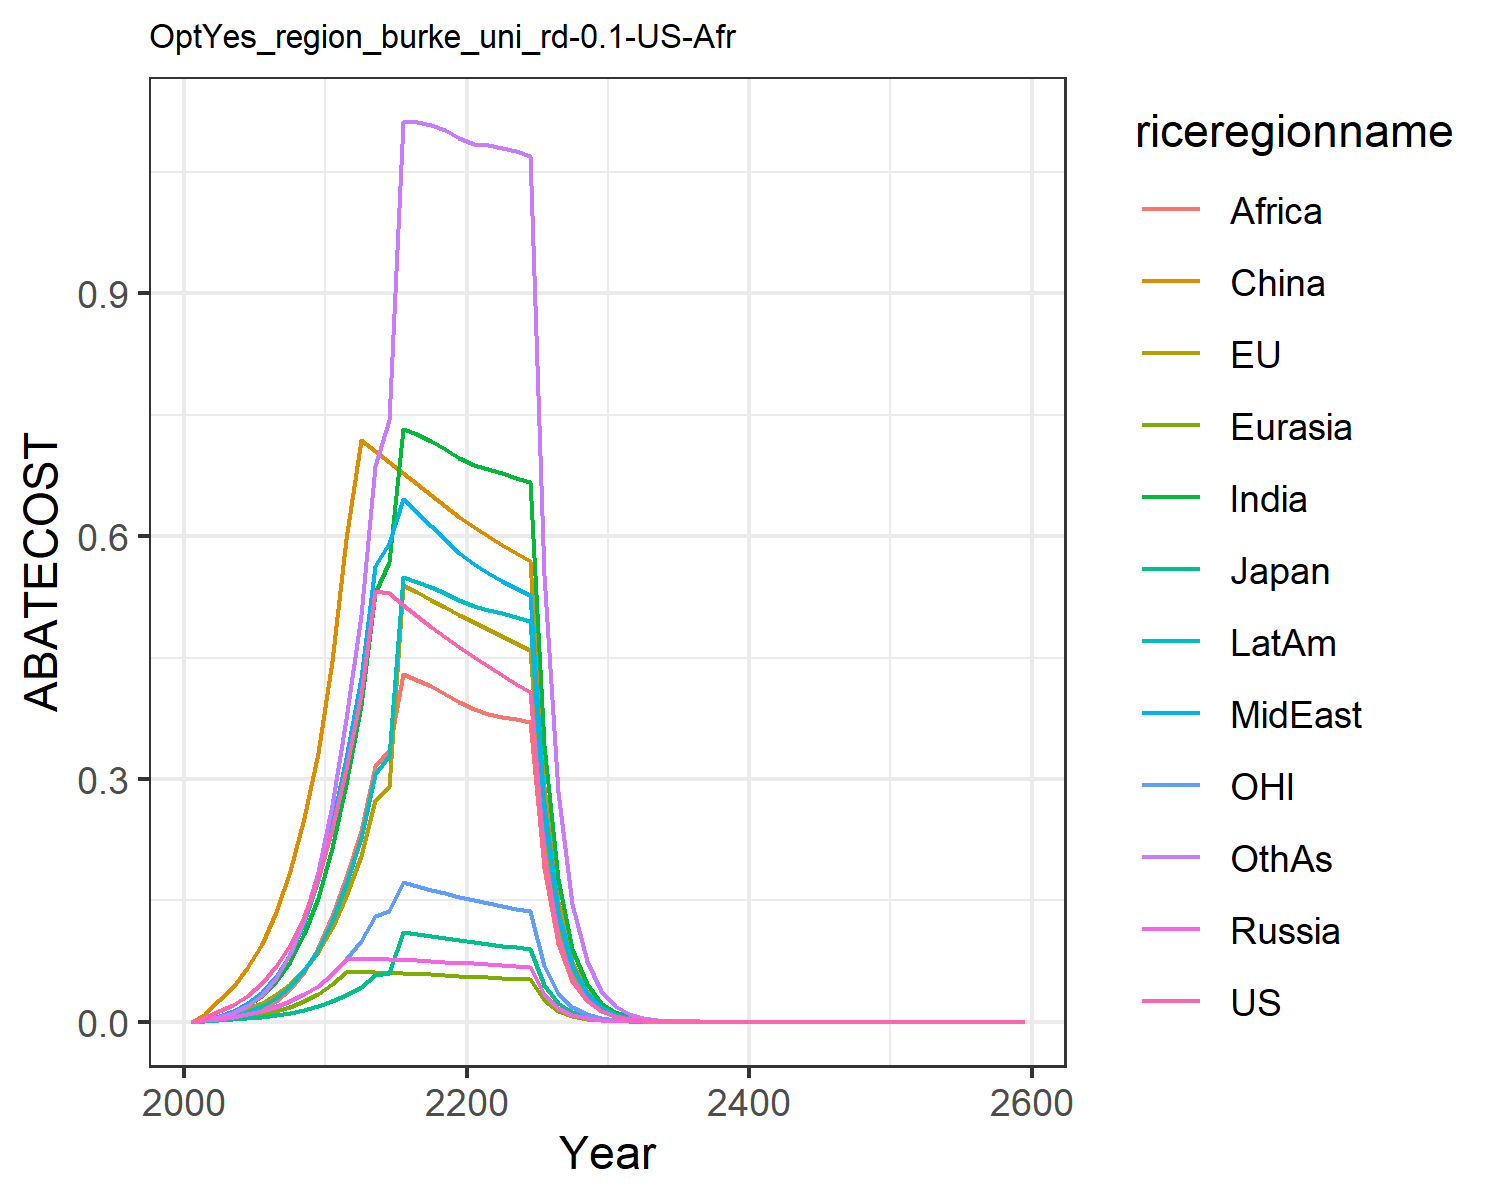 OptYes_region_burke_uni_rd-0.1-US-Afr
ABATECOST
0.9
0.6
0.3
0.0
2000
2200
2400
2600
Year
riceregionname
Africa
China
EU
Eurasia
India
Japan
LatAm
MidEast
OHI
OthAs
Russia
US